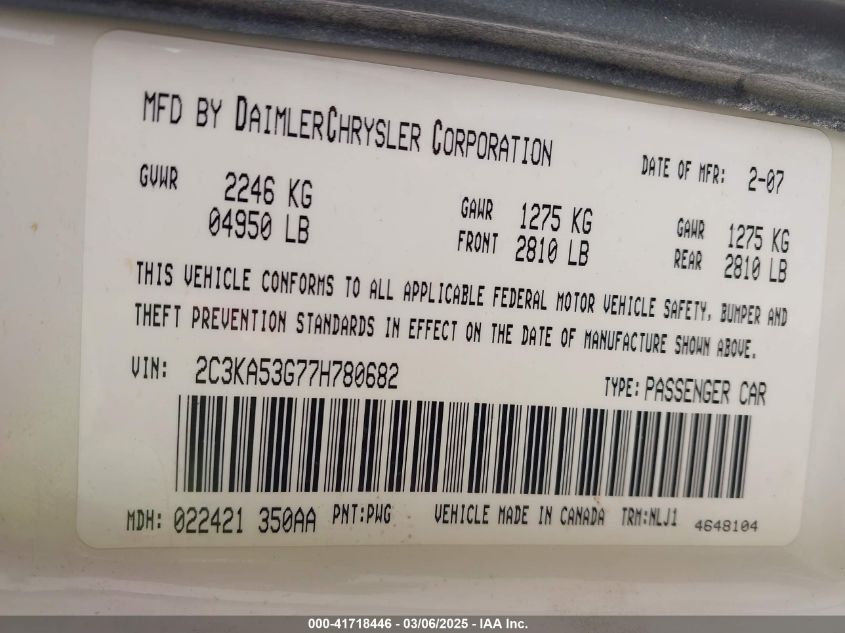 MFD BY DAIMLERCHRYSLER CORPORATION
DATE OF MFR: 2-07
GVWR 2246 KG
04950 LB
GAWR 1275 KG
FRONT 2810 LB
GAWR 1275 KG
REAR 2810 LB
THIS VEHICLE CONFORMS TO ALL APPLICABLE FEDERAL MOTOR VEHICLE SAFETY, BUMPER AND
THEFT PREVENTION STANDARDS IN EFFECT ON THE DATE OF MANUFACTURE SHOWN ABOVE.
VIN: 2C3KA53G77H780682 TYPE: PASSENGER CAR
MDH: 022421 350AA PNT:PWG VEHICLE MADE IN CANADA TRM:NLJ1 4648104
000-41718446 - 03/06/2025 - IAA Inc.